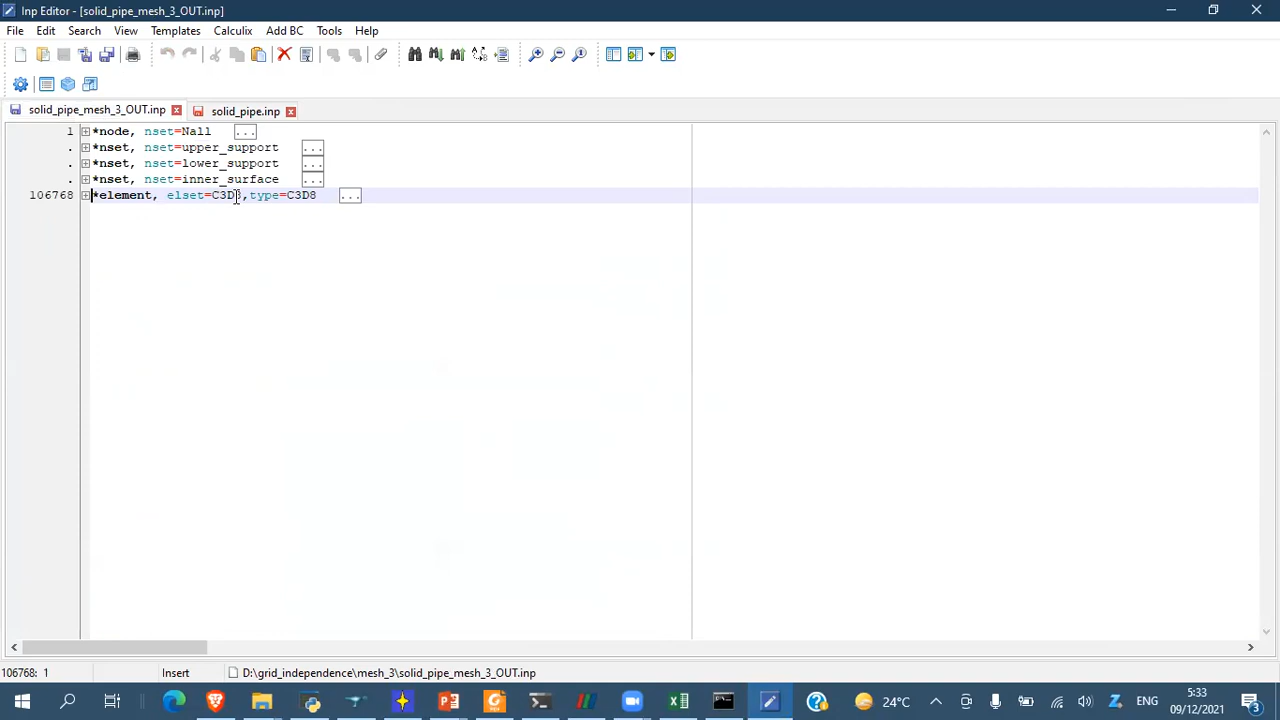 Inp Editor - [solid_pipe_mesh_3_OUT.inp]
File Edit Search View Templates Calculix Add BC Tools Help
solid_pipe_mesh_3_OUT.inp solid_pipe.inp
1 *node, nset=Nall ...
. *nset, nset=upper_support ...
. *nset, nset=lower_support ...
. *nset, nset=inner_surface ...
106768 *element, elset=C3D8,type=C3D8 ...
106768: 1 Insert D:\grid_independence\mesh_3\solid_pipe_mesh_3_OUT.inp
24°C ENG 5:33
09/12/2021 3